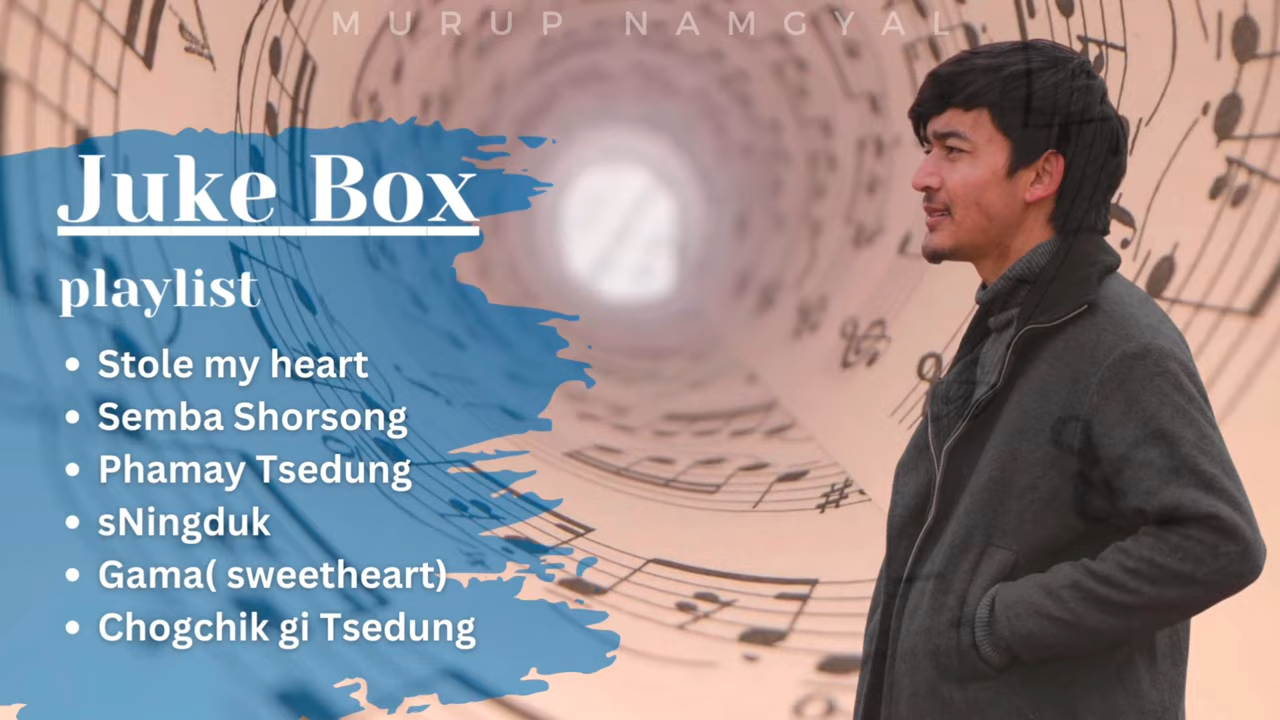 MURUP NAMGYAL
Juke Box
playlist
• Stole my heart
• Semba Shorsong
• Phamay Tsedung
• sNingduk
• Gama( sweetheart)
• Chogchik gi Tsedung